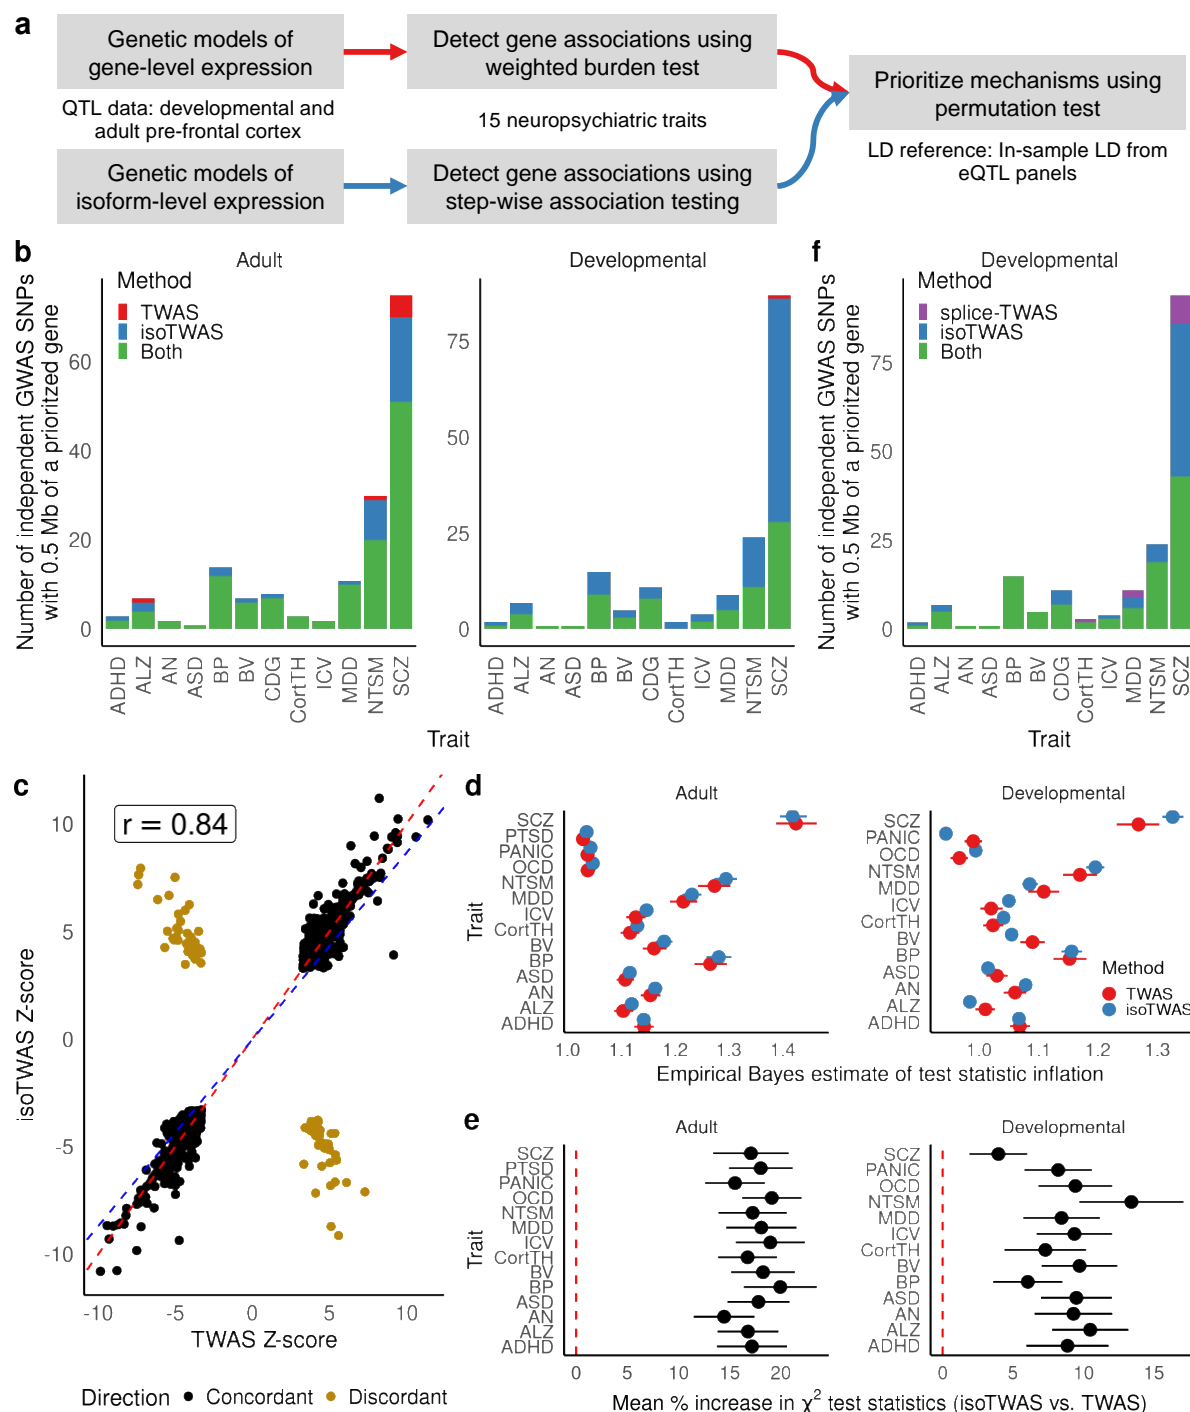 a
Genetic models of
gene-level expression
Detect gene associations using
weighted burden test
Prioritize mechanisms using
permutation test
QTL data: developmental and
adult pre-frontal cortex
15 neuropsychiatric traits
LD reference: In-sample LD from
eQTL panels
Genetic models of
isoform-level expression
Detect gene associations using
step-wise association testing
b
Adult
Developmental
Number of independent GWAS SNPs
with 0.5 Mb of a prioritized gene
Method
TWAS
isoTWAS
Both
60
40
20
0
75
50
25
0
ADHD
ALZ
AN
ASD
BP
BV
CDG
CortTH
ICV
MDD
NTSM
SCZ
ADHD
ALZ
AN
ASD
BP
BV
CDG
CortTH
ICV
MDD
NTSM
SCZ
Trait
f
Developmental
Number of independent GWAS SNPs
with 0.5 Mb of a prioritized gene
Method
splice-TWAS
isoTWAS
Both
75
50
25
0
ADHD
ALZ
AN
ASD
BP
BV
CDG
CortTH
ICV
MDD
NTSM
SCZ
Trait
c
r = 0.84
isoTWAS Z-score
10
5
0
-5
-10
-10 -5 0 5 10
TWAS Z-score
Direction Concordant Discordant
d
Adult
Developmental
Trait
SCZ
PTSD
PANIC
OCD
NTSM
MDD
ICV
CortTH
BV
BP
ASD
AN
ALZ
ADHD
1.0 1.1 1.2 1.3 1.4
SCZ
PANIC
OCD
NTSM
MDD
ICV
CortTH
BV
BP
ASD
AN
ALZ
ADHD
1.0 1.1 1.2 1.3
Method
TWAS
isoTWAS
Empirical Bayes estimate of test statistic inflation
e
Adult
Developmental
Trait
SCZ
PTSD
PANIC
OCD
NTSM
MDD
ICV
CortTH
BV
BP
ASD
AN
ALZ
ADHD
0 5 10 15 20
SCZ
PANIC
OCD
NTSM
MDD
ICV
CortTH
BV
BP
ASD
AN
ALZ
ADHD
0 5 10 15
Mean % increase in χ² test statistics (isoTWAS vs. TWAS)